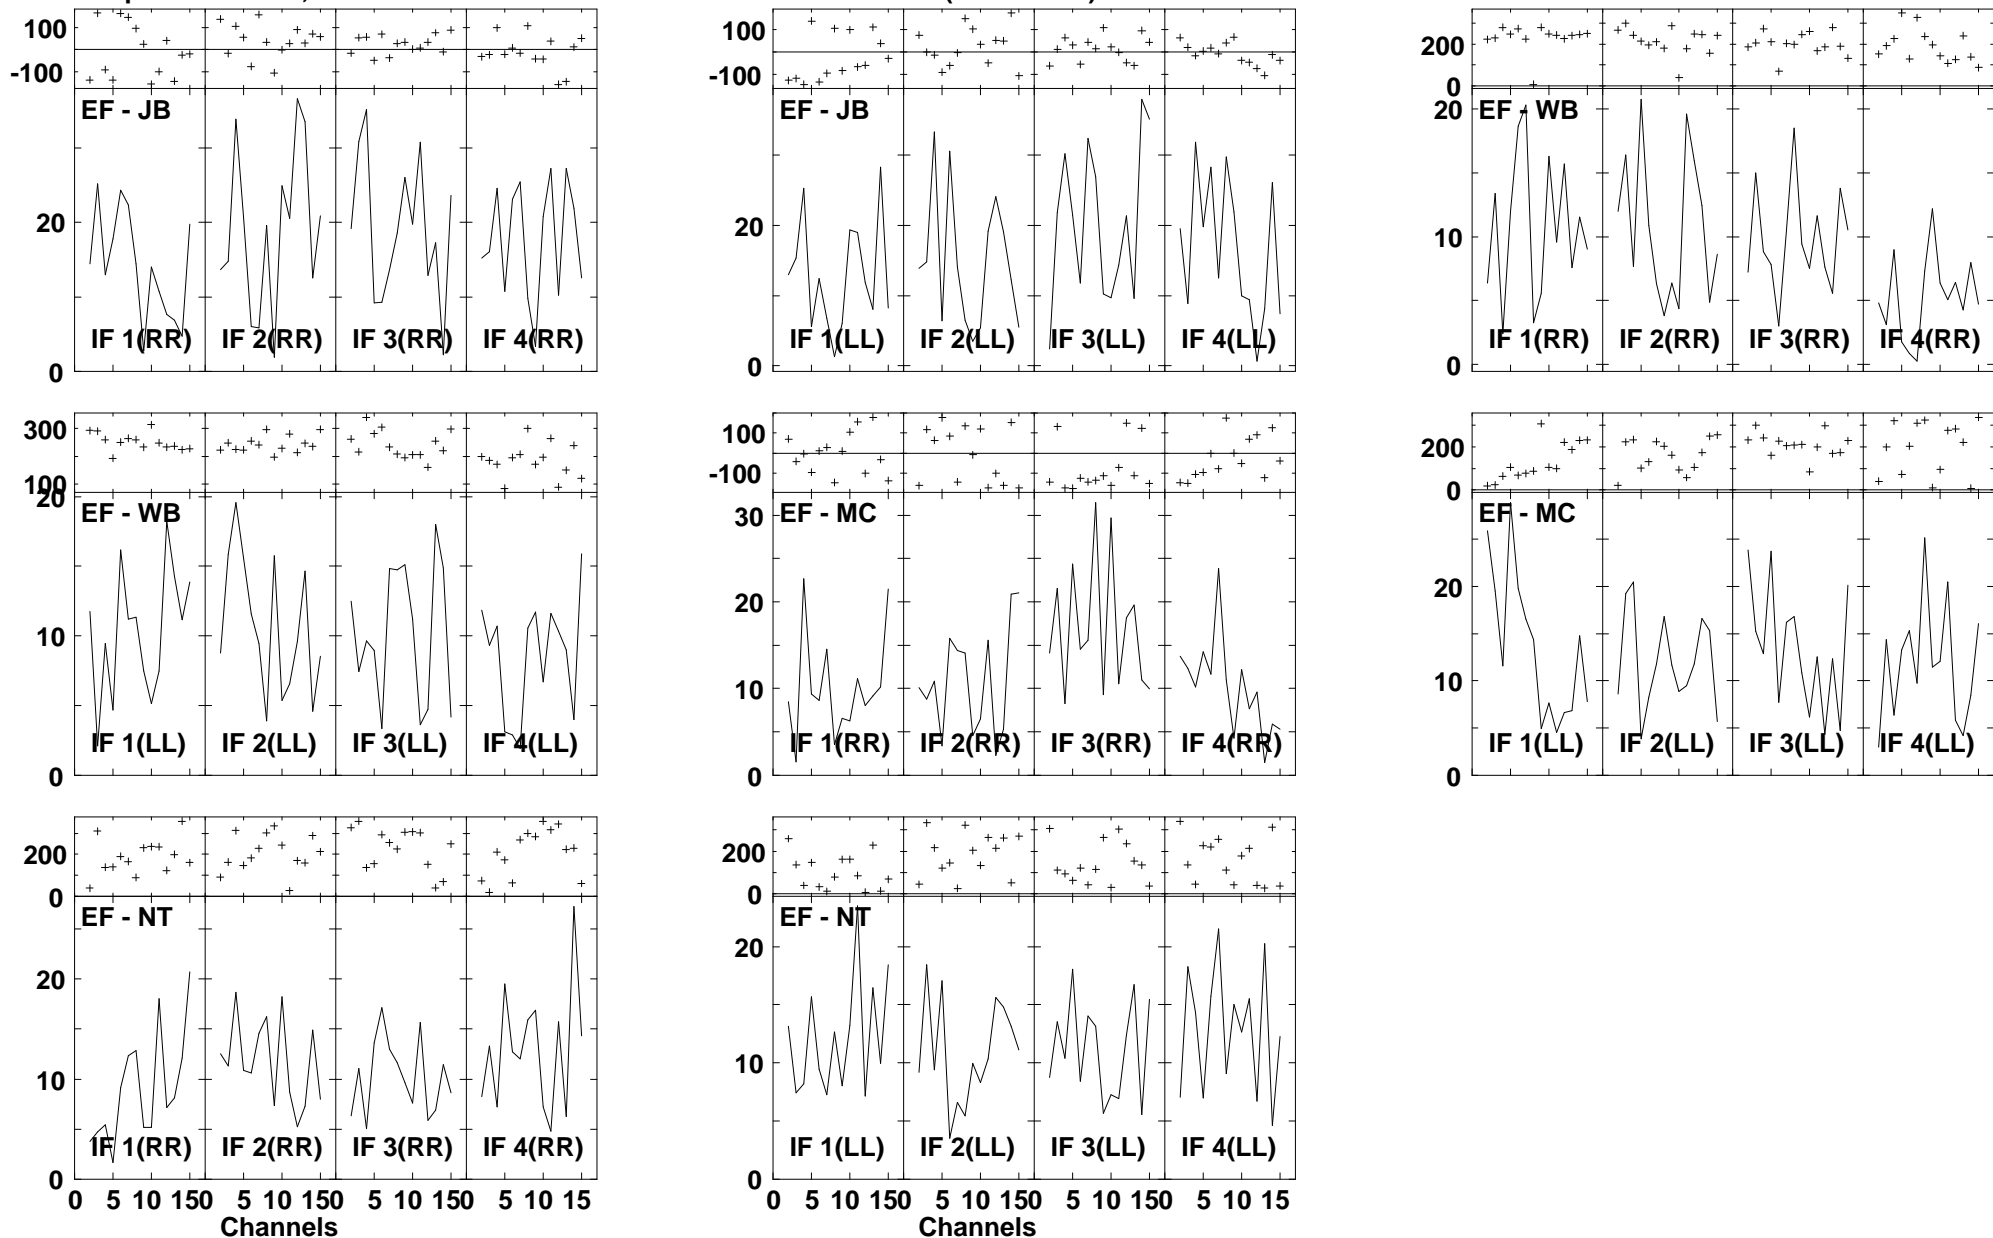 100
-100
EF - JB
20
0
IF 1(RR) IF 2(RR) IF 3(RR) IF 4(RR)
100
-100
EF - JB
20
0
IF 1(LL) IF 2(LL) IF 3(LL) IF 4(LL)
200
0
20
EF - WB
10
0
IF 1(RR) IF 2(RR) IF 3(RR) IF 4(RR)
300
100
20
EF - WB
10
0
IF 1(LL) IF 2(LL) IF 3(LL) IF 4(LL)
100
-100
30
EF - MC
20
10
0
IF 1(RR) IF 2(RR) IF 3(RR) IF 4(RR)
200
0
EF - MC
20
10
0
IF 1(LL) IF 2(LL) IF 3(LL) IF 4(LL)
200
0
EF - NT
20
10
0
IF 1(RR) IF 2(RR) IF 3(RR) IF 4(RR)
0 5 10 150 5 10 150 5 10 150 5 10 15
Channels
200
0
EF - NT
20
10
0
IF 1(LL) IF 2(LL) IF 3(LL) IF 4(LL)
0 5 10 150 5 10 150 5 10 150 5 10 15
Channels